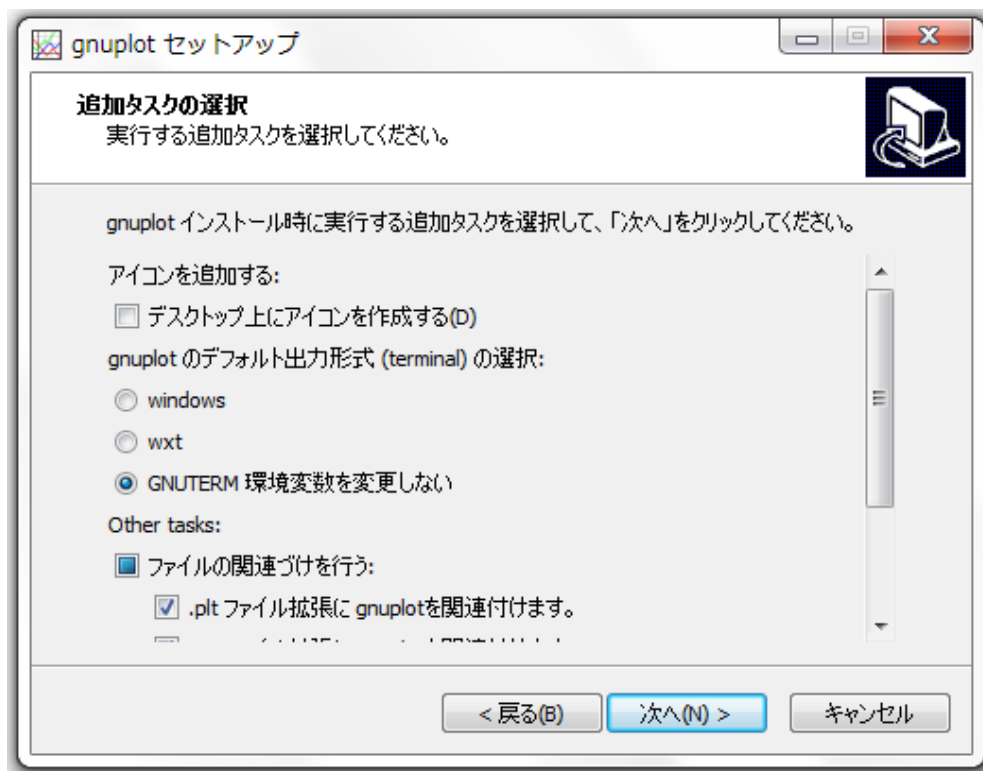 gnuplot セットアップ
追加タスクの選択
実行する追加タスクを選択してください。
gnuplot インストール時に実行する追加タスクを選択して、「次へ」をクリックしてください。
アイコンを追加する:
デスクトップ上にアイコンを作成する(D)
gnuplot のデフォルト出力形式 (terminal) の選択:
windows
wxt
GNUTERM 環境変数を変更しない
Other tasks:
ファイルの関連づけを行う:
.plt ファイル拡張に gnuplotを関連付けます。
< 戻る(B)
次へ(N) >
キャンセル